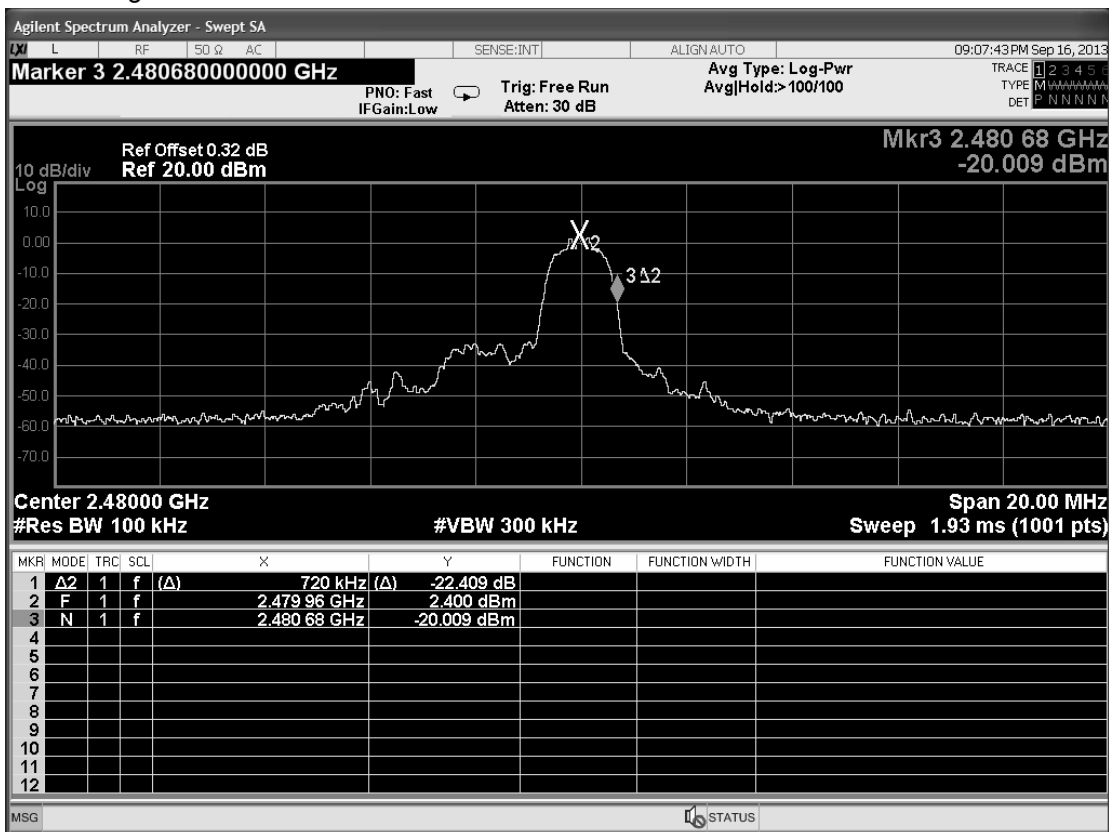 Agilent Spectrum Analyzer - Swept SA
LXI L RF 50 Ω AC SENSE:INT ALIGN AUTO 09:07:43 PM Sep 16, 2013
Marker 3 2.480680000000 GHz
PNO: Fast
IFGain:Low
Trig: Free Run
Atten: 30 dB
Avg Type: Log-Pwr
Avg|Hold:>100/100
TRACE 1 2 3 4 5 6
TYPE M
DET P N N N N N
Mkr3 2.480 68 GHz
-20.009 dBm
Ref Offset 0.32 dB
10 dB/div Ref 20.00 dBm
Log
10.0
0.00
-10.0
-20.0
-30.0
-40.0
-50.0
-60.0
-70.0
X2
3Δ2
Center 2.48000 GHz Span 20.00 MHz
#Res BW 100 kHz #VBW 300 kHz Sweep 1.93 ms (1001 pts)
MKR MODE TRC SCL X Y FUNCTION FUNCTION WIDTH FUNCTION VALUE
1 Δ2 1 f (Δ) 720 kHz (Δ) -22.409 dB
2 F 1 f 2.479 96 GHz 2.400 dBm
3 N 1 f 2.480 68 GHz -20.009 dBm
4
5
6
7
8
9
10
11
12
MSG STATUS